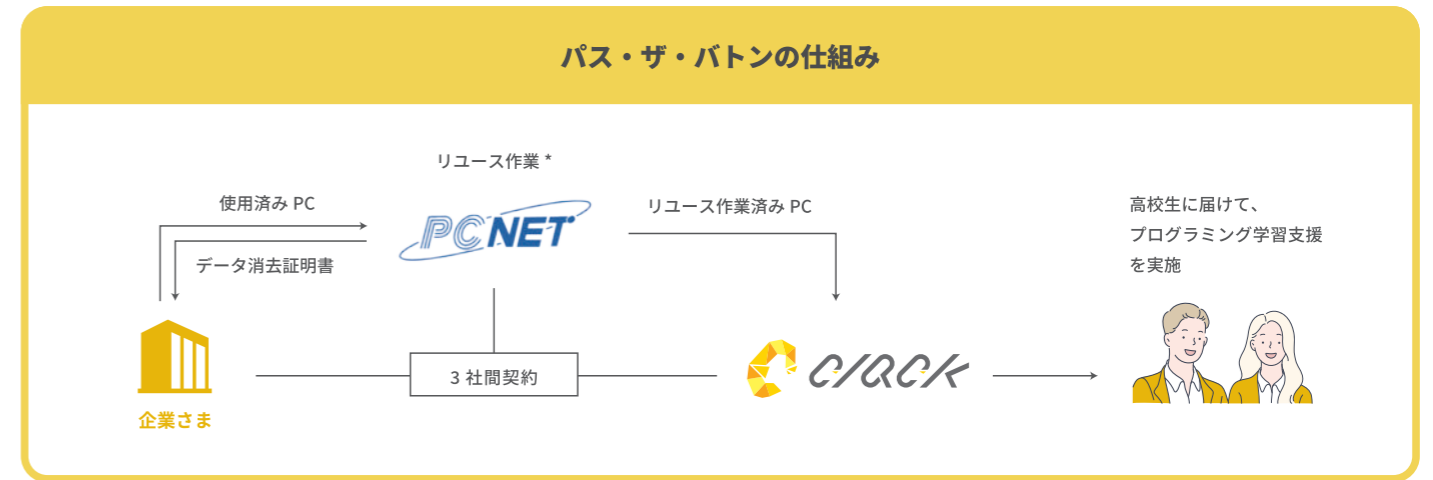 パス・ザ・バトンの仕組み
リユース作業 *
使用済み PC
PCNET
リユース作業済み PC
データ消去証明書
高校生に届けて、
プログラミング学習支援
を実施
3 社間契約
CLACK
企業さま